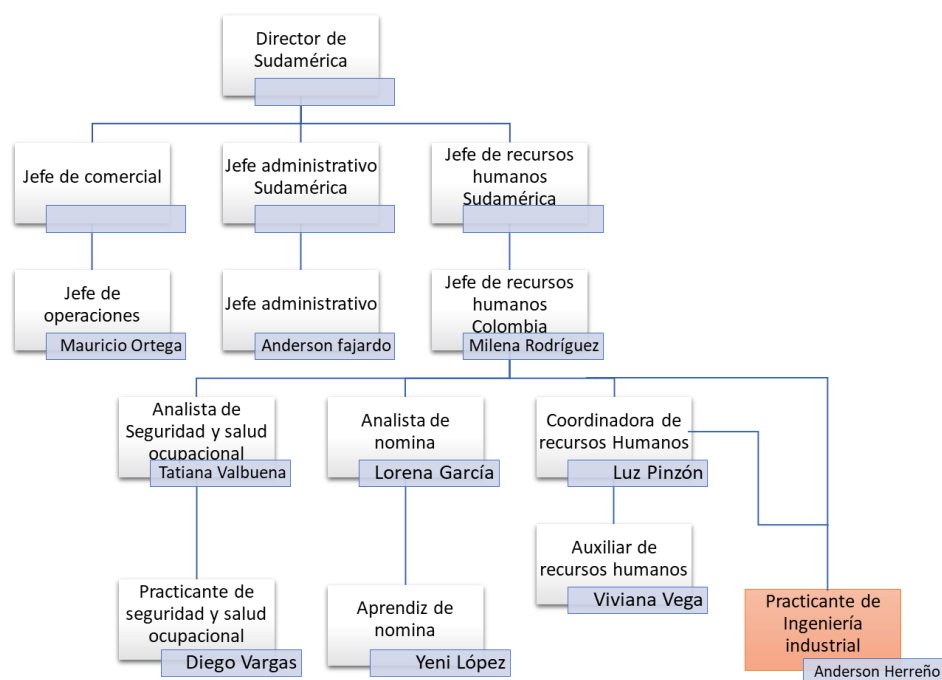 Director de
Sudamérica
Jefe de comercial
Jefe administrativo
Sudamérica
Jefe de recursos
humanos
Sudamérica
Jefe de
operaciones
Mauricio Ortega
Jefe administrativo
Anderson fajardo
Jefe de recursos
humanos
Colombia
Milena Rodríguez
Analista de
Seguridad y salud
ocupacional
Tatiana Valbuena
Analista de
nomina
Lorena García
Coordinadora de
recursos Humanos
Luz Pinzón
Auxiliar de
recursos humanos
Viviana Vega
Practicante de
seguridad y salud
ocupacional
Diego Vargas
Aprendiz de
nomina
Yeni López
Practicante de
Ingeniería
industrial
Anderson Herreño